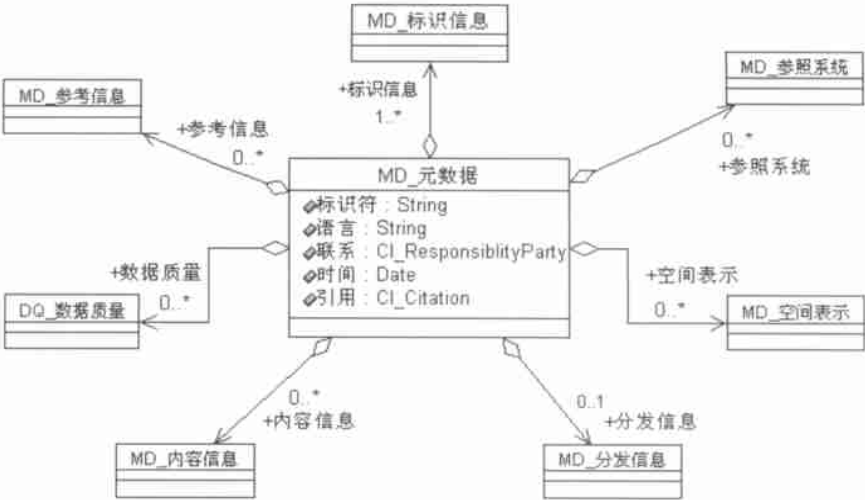 MD_标识信息
+标识信息
1..*
MD_参照系统
0..*
+参照系统
MD_参考信息
+参考信息
0..*
MD_元数据
标识符 : String
语言 : String
联系 : CI_ResponsiblityParty
时间 : Date
引用 : CI_Citation
+数据质量
0..*
DQ_数据质量
+空间表示
0..*
MD_空间表示
0..*
+内容信息
MD_内容信息
0..1
+分发信息
MD_分发信息